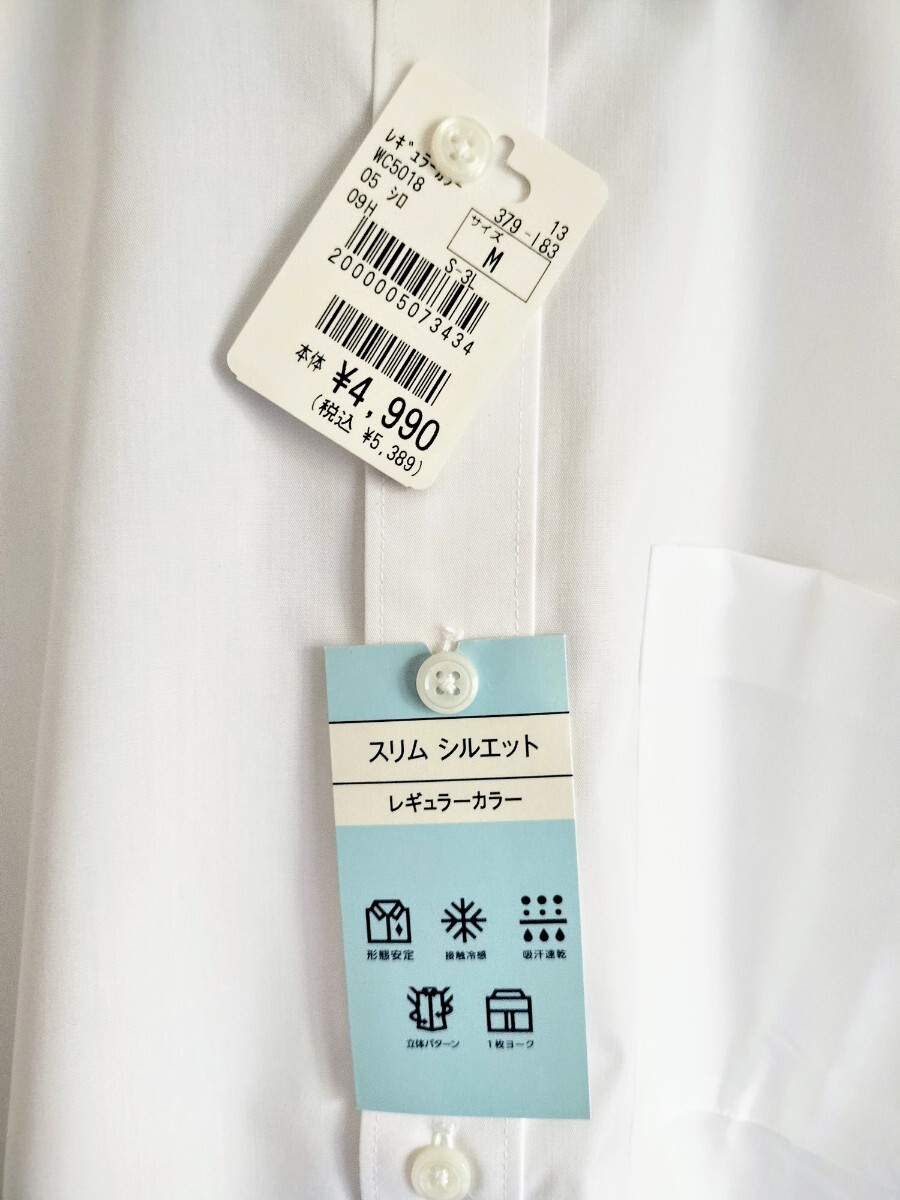 ﾚｷﾞｭﾗｰｶﾗｰ
WC5018
05 ｼﾛ
09H
13
379-183
サイズ
M
S-3L
2000005073434
本体 ¥4,990
(税込 ¥5,389)
スリム シルエット
レギュラーカラー
形態安定
接触冷感
吸汗速乾
立体パターン
1枚ヨーク